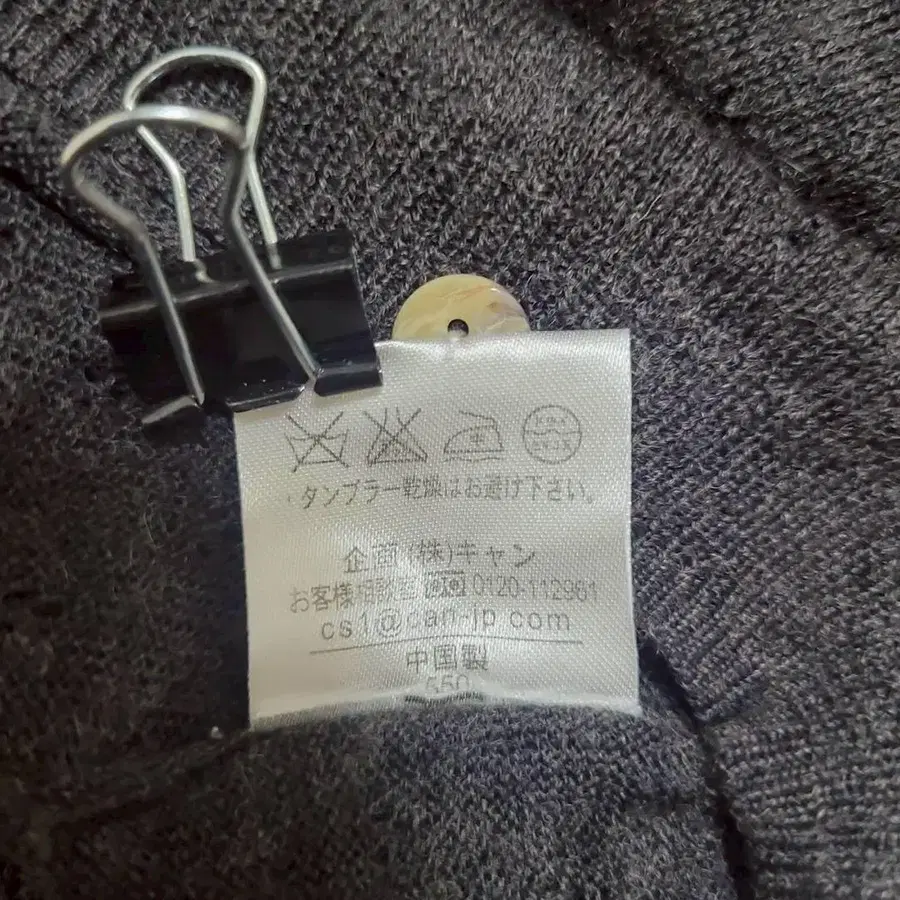 タンブラー乾燥はお避け下さい。
企画 (株)キャン
お客様相談室 0120-112961
cs1@can-jp.com
中国製
550